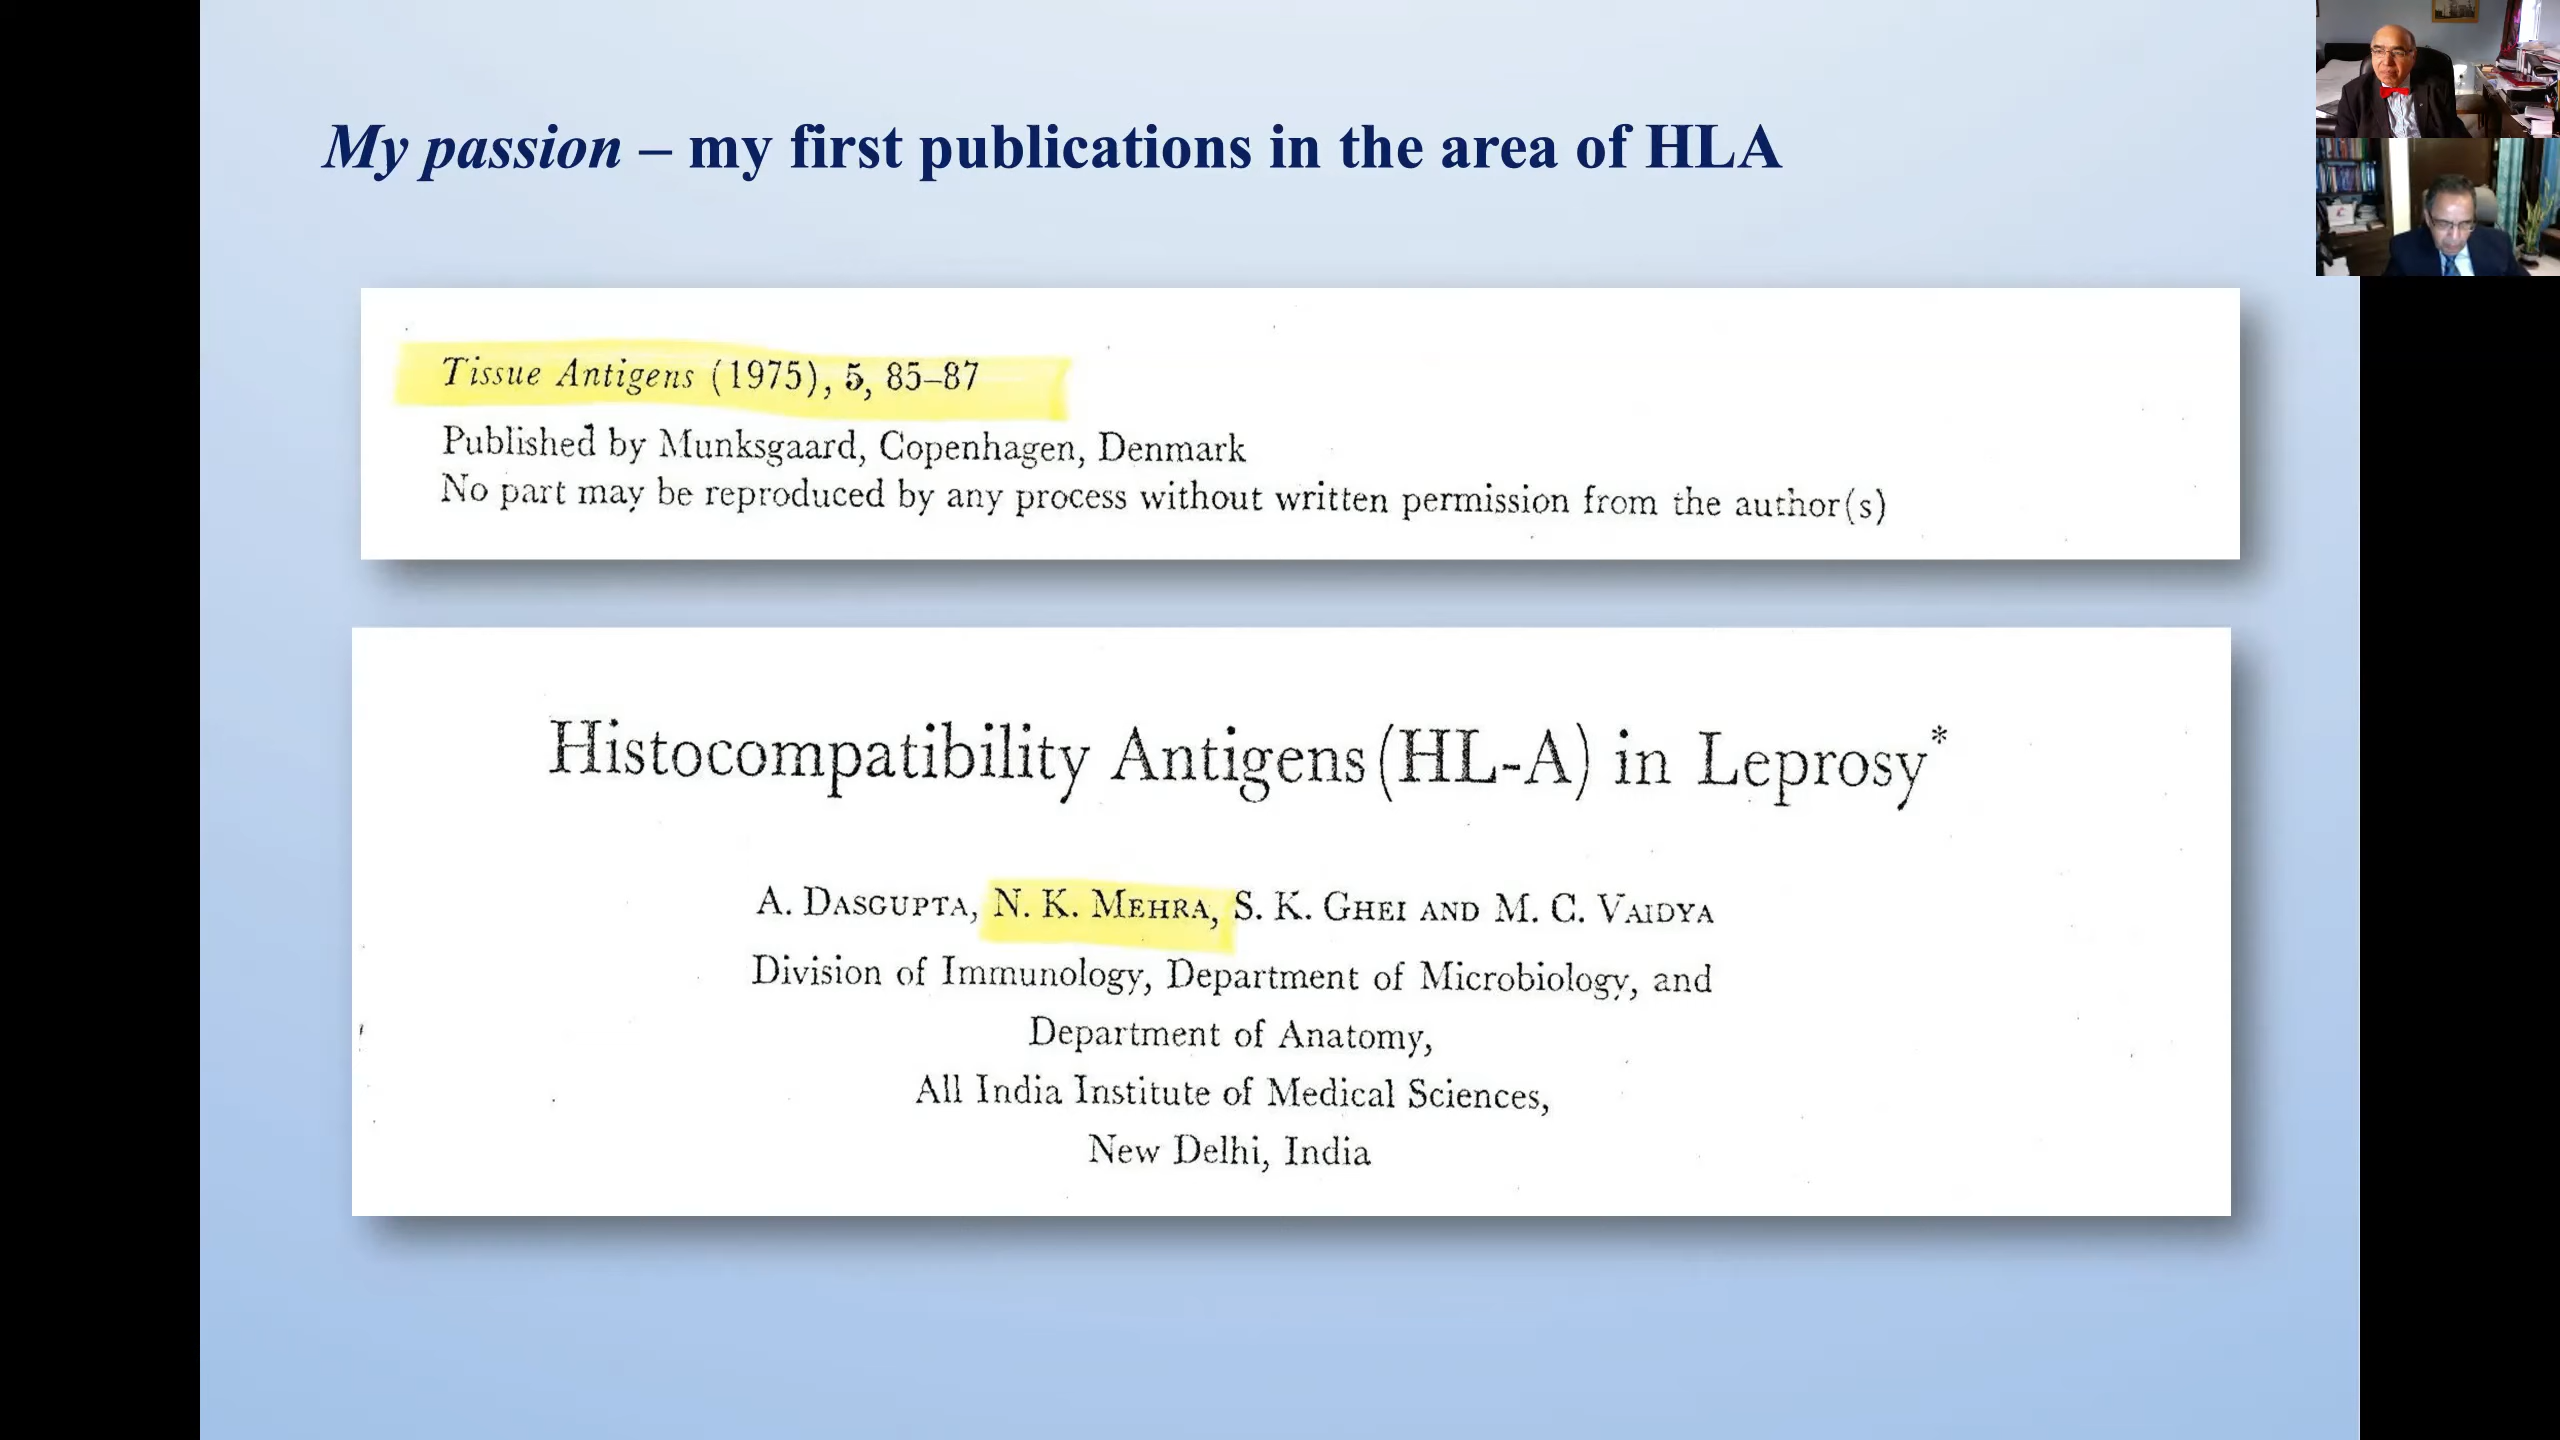 My passion – my first publications in the area of HLA
Tissue Antigens (1975), 5, 85–87
Published by Munksgaard, Copenhagen, Denmark
No part may be reproduced by any process without written permission from the author(s)
Histocompatibility Antigens (HL-A) in Leprosy*
A. DASGUPTA, N. K. MEHRA, S. K. GHEI AND M. C. VAIDYA
Division of Immunology, Department of Microbiology, and
Department of Anatomy,
All India Institute of Medical Sciences,
New Delhi, India